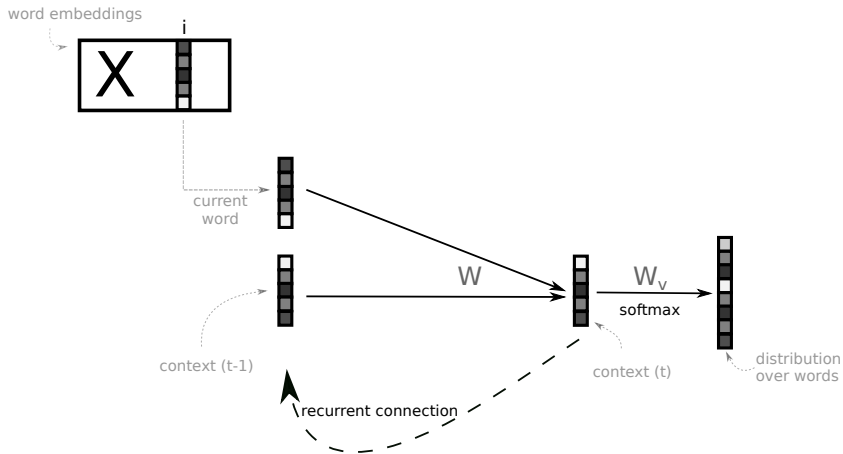 word embeddings
i
X
current
word
W
Wᵥ
softmax
context (t-1)
context (t)
distribution
over words
recurrent connection